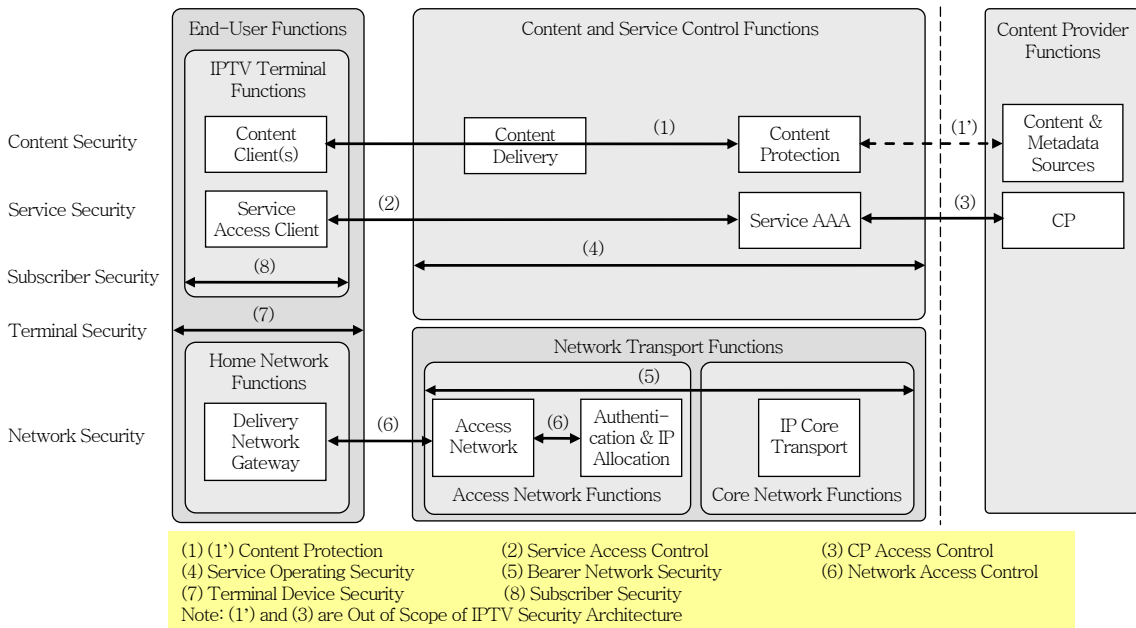 End-User Functions
Content and Service Control Functions
Content Provider
Functions
IPTV Terminal
Functions
Content Security
Content
Client(s)
Content
Delivery
(1)
Content
Protection
(1’)
Content &
Metadata
Sources
Service Security
Service
Access Client
(2)
Service AAA
(3)
CP
(4)
Subscriber Security
(8)
Terminal Security
(7)
Network Transport Functions
Home Network
Functions
(5)
Network Security
Delivery
Network
Gateway
(6)
Access
Network
(6)
Authenti-
cation & IP
Allocation
IP Core
Transport
Access Network Functions
Core Network Functions
(1) (1’) Content Protection
(2) Service Access Control
(3) CP Access Control
(4) Service Operating Security
(5) Bearer Network Security
(6) Network Access Control
(7) Terminal Device Security
(8) Subscriber Security
Note: (1’) and (3) are Out of Scope of IPTV Security Architecture